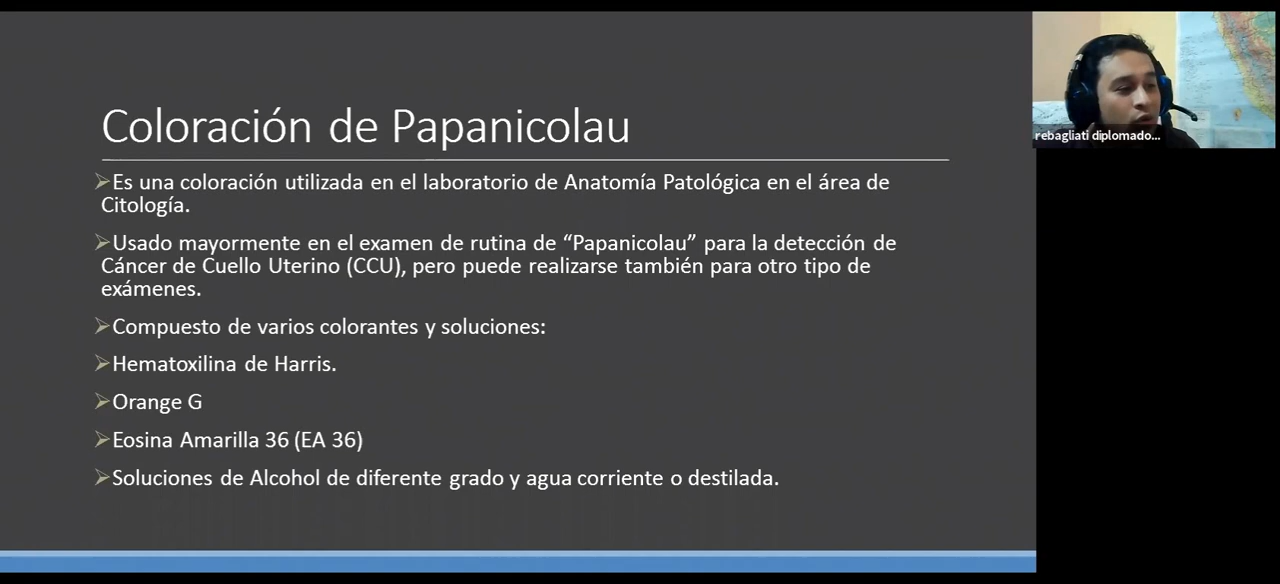 Coloración de Papanicolau
Es una coloración utilizada en el laboratorio de Anatomía Patológica en el área de
Citología.
Usado mayormente en el examen de rutina de “Papanicolau” para la detección de
Cáncer de Cuello Uterino (CCU), pero puede realizarse también para otro tipo de
exámenes.
Compuesto de varios colorantes y soluciones:
Hematoxilina de Harris.
Orange G
Eosina Amarilla 36 (EA 36)
Soluciones de Alcohol de diferente grado y agua corriente o destilada.
rebagliati diplomado...